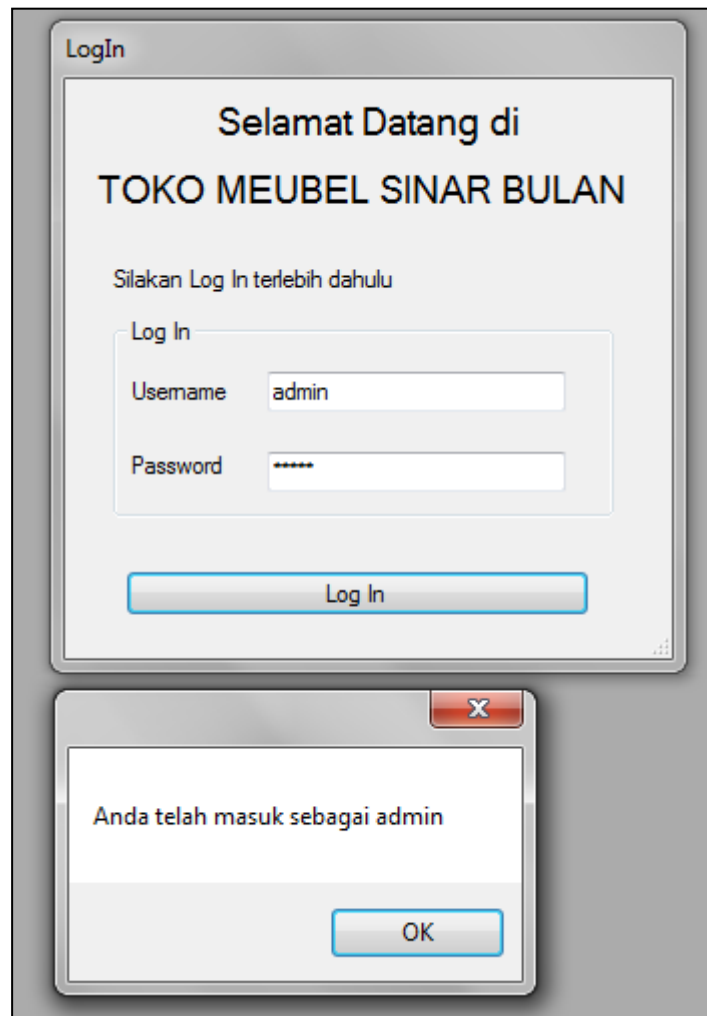 LogIn
Selamat Datang di
TOKO MEUBEL SINAR BULAN
Silakan Log In terlebih dahulu
Log In
Username admin
Password *****
Log In
X
Anda telah masuk sebagai admin
OK